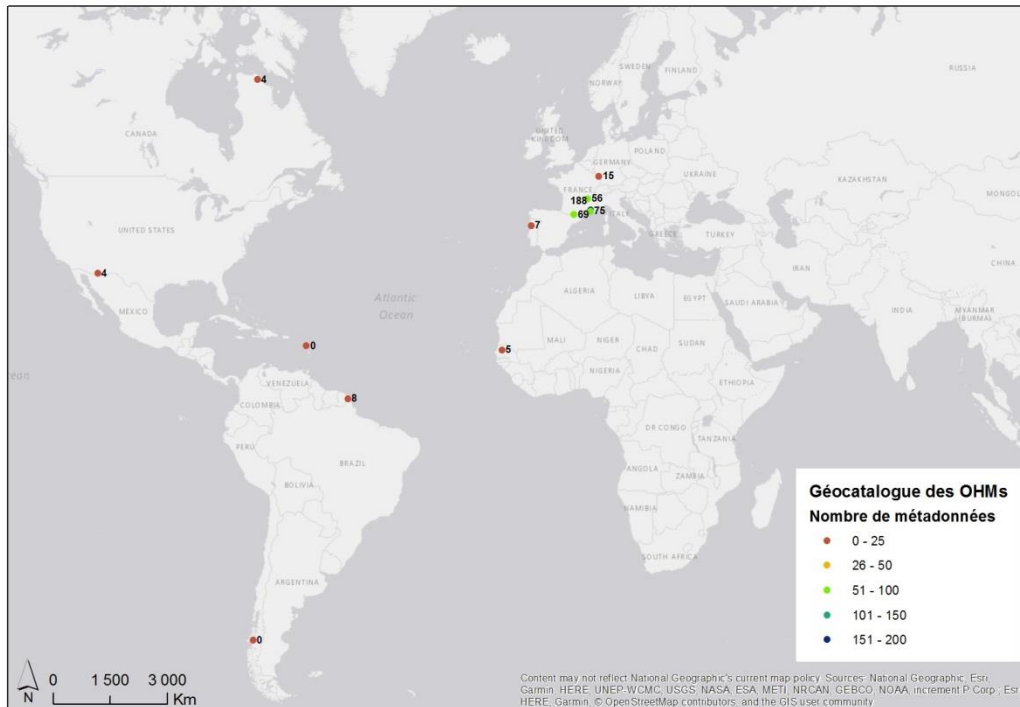 4
SWEDEN
FINLAND
RUSSIA
NORWAY
CANADA
UNITED
KINGDOM
POLAND
GERMANY
15
UKRAINE
KAZAKHSTAN
FRANCE
188
56
MONGOL
75
ITALY
69
7
GREECE
TURKEY
UNITED STATES
CHINA
4
IRAN
Atlantic
Ocean
ALGERIA
LIBYA
EGYPT
SAUDI ARABIA
MÉXICO
INDIA
MYANMAR
(BURMA)
0
5
MALI
NIGER
CHAD
SUDAN
ean
VENEZUELA
NIGERIA
ETHIOPIA
8
COLOMBIA
DR CONGO
PERÚ
BRAZIL
TANZANIA
ANGOLA
ZAMBIA
BOLIVIA
NAMIBIA
SOUTH AFRICA
ARGENTINA
0
Géocatalogue des OHMs
Nombre de métadonnées
0 - 25
26 - 50
51 - 100
101 - 150
151 - 200
N
0 1 500 3 000
Km
Content may not reflect National Geographic's current map policy. Sources: National Geographic, Esri,
Garmin, HERE, UNEP-WCMC, USGS, NASA, ESA, METI, NRCAN, GEBCO, NOAA, increment P Corp.; Esri
HERE, Garmin, © OpenStreetMap contributors, and the GIS user community